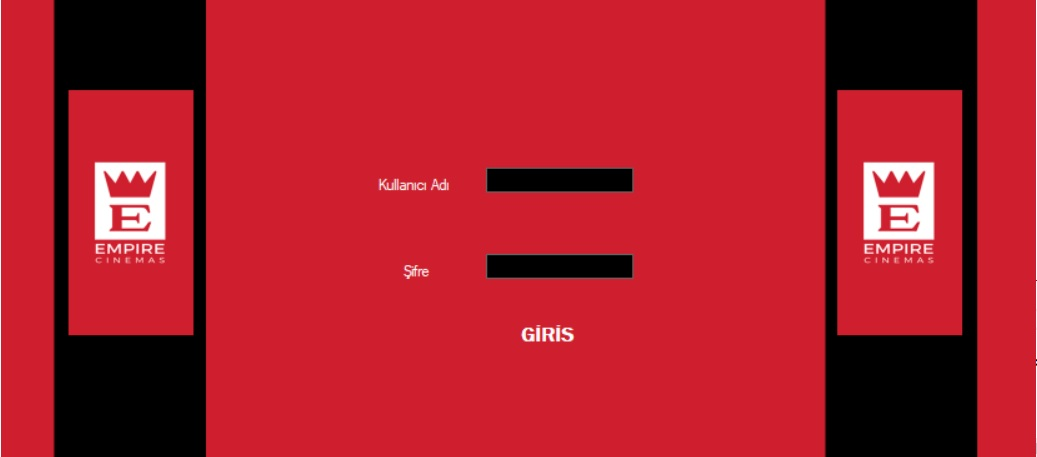 E
EMPIRE
CINEMAS
Kullanıcı Adı
Şifre
GİRİS
E
EMPIRE
CINEMAS